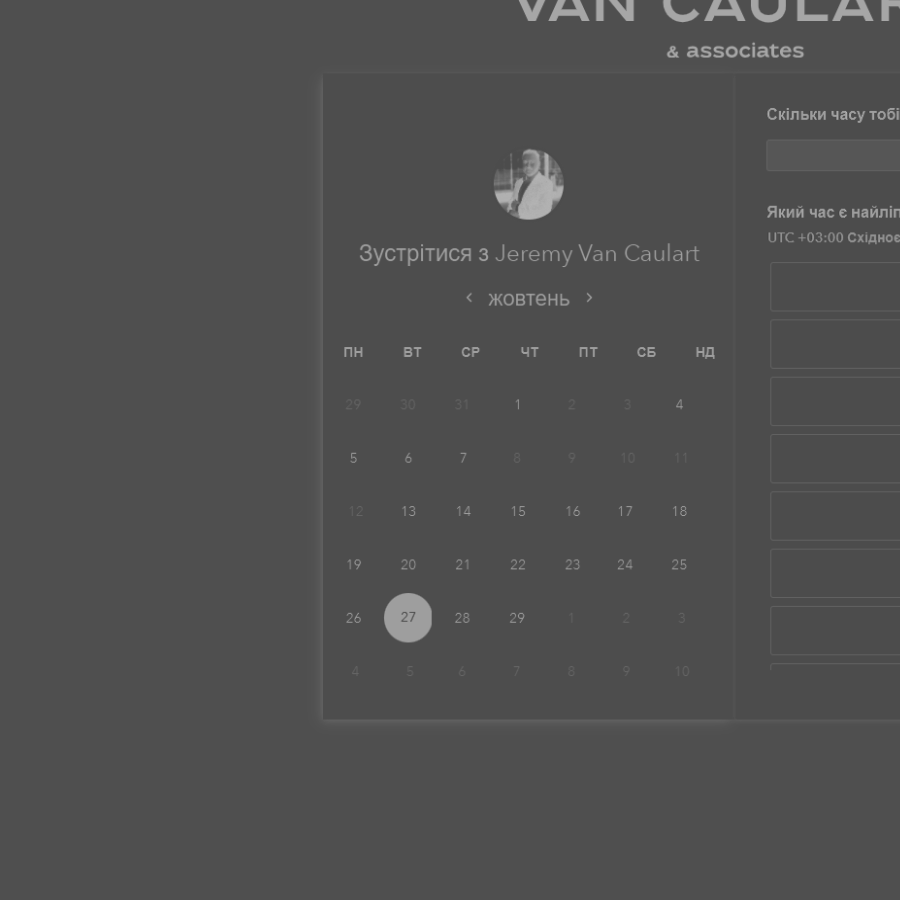 VAN CAULAR
& associates
Скільки часу тобі
Який час є найліп
UTC +03:00 Східноє
Зустрітися з Jeremy Van Caulart
‹ жовтень ›
ПН ВТ СР ЧТ ПТ СБ НД
29 30 31 1 2 3 4
5 6 7 8 9 10 11
12 13 14 15 16 17 18
19 20 21 22 23 24 25
26 27 28 29 1 2 3
4 5 6 7 8 9 10